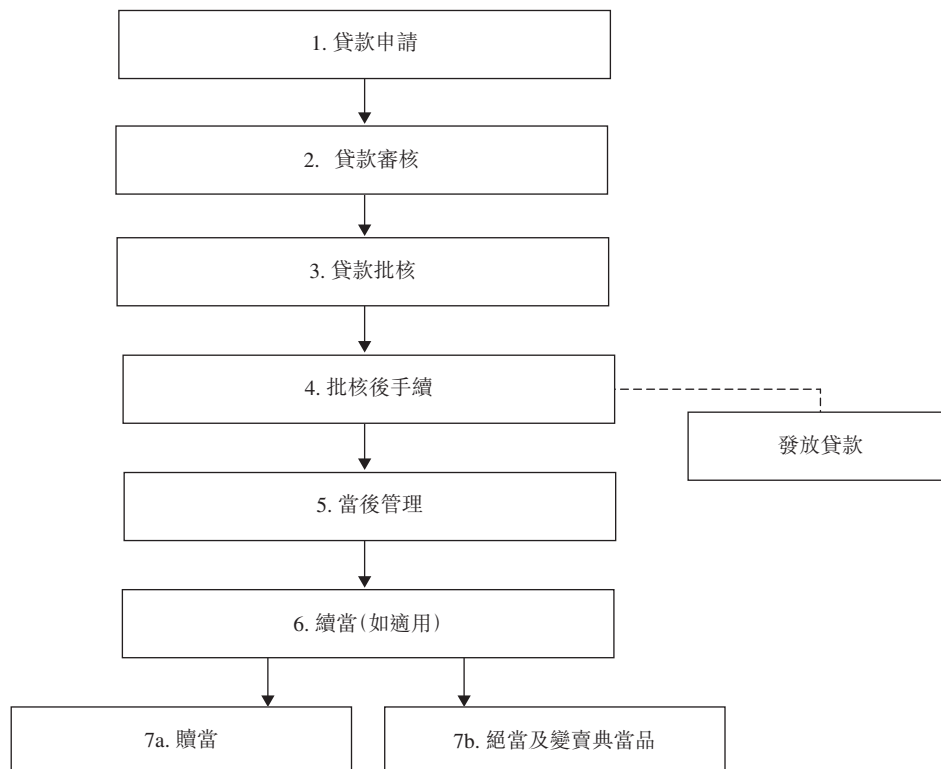 1. 貸款申請
2. 貸款審核
3. 貸款批核
4. 批核後手續
發放貸款
5. 當後管理
6. 續當(如適用)
7a. 贖當
7b. 絕當及變賣典當品